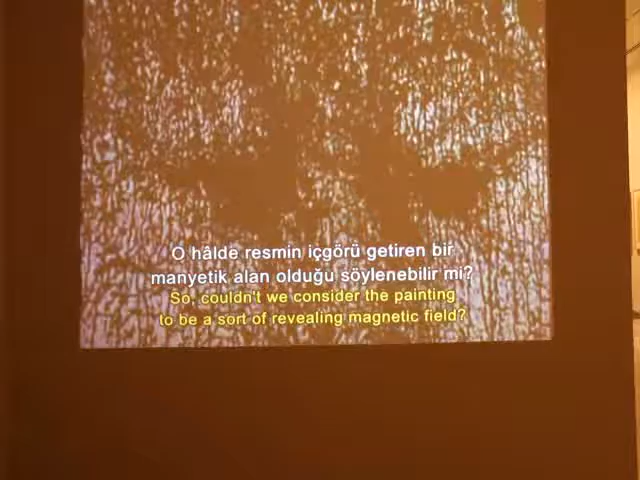 O hâlde resmin içgörü getiren bir
manyetik alan olduğu söylenebilir mi?
So, couldn't we consider the painting
to be a sort of revealing magnetic field?